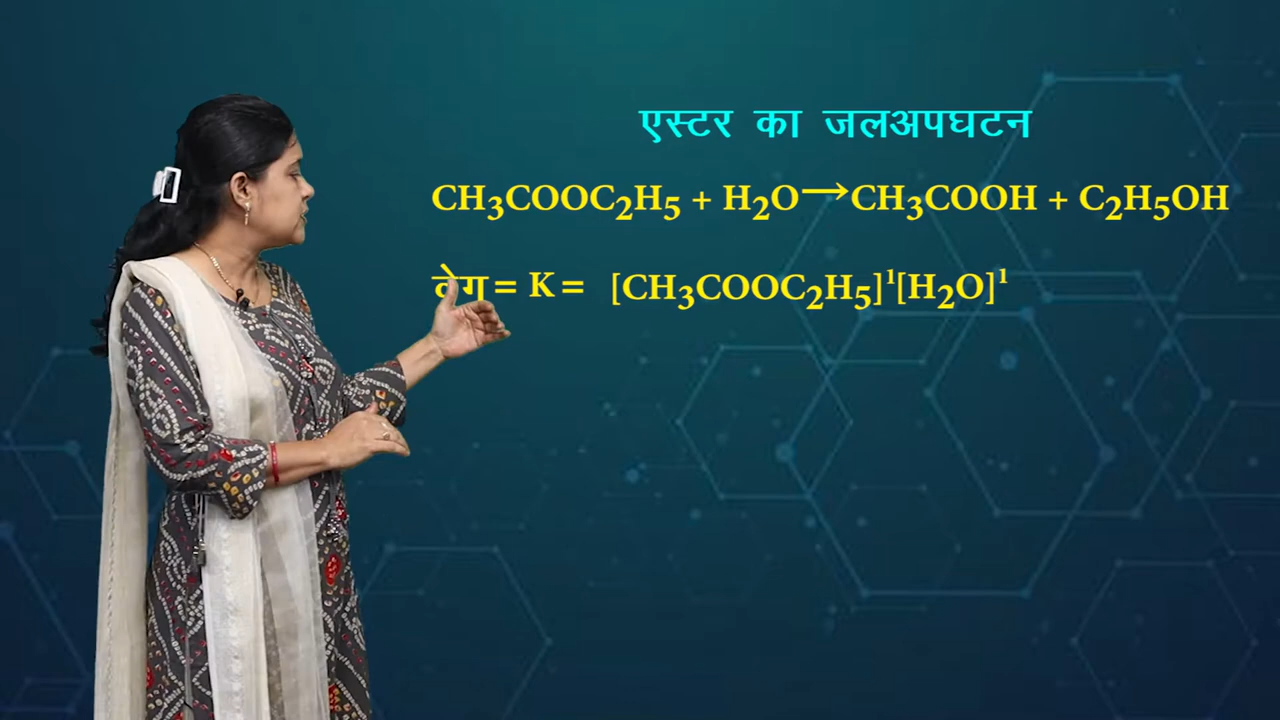 एस्टर का जलअपघटन
CH₃COOC₂H₅ + H₂O→CH₃COOH + C₂H₅OH
वेग = K = [CH₃COOC₂H₅]¹[H₂O]¹